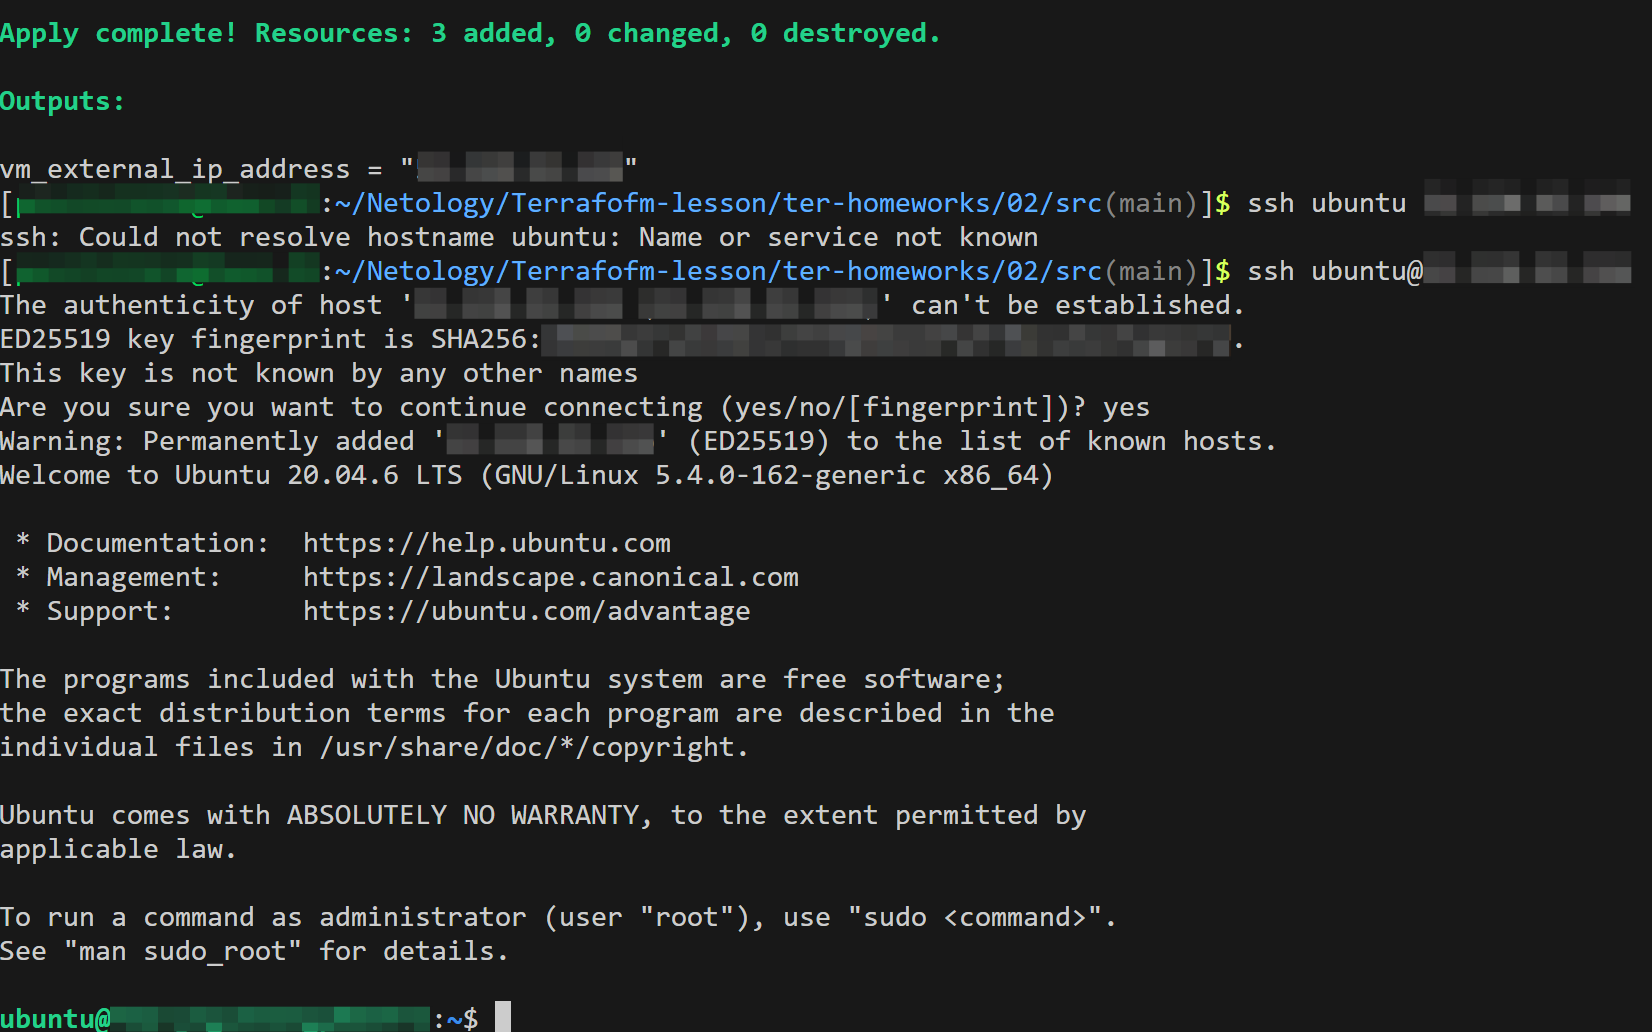 Apply complete! Resources: 3 added, 0 changed, 0 destroyed.
Outputs:
vm_external_ip_address = " "
[ :~/Netology/Terrafofm-lesson/ter-homeworks/02/src(main)]$ ssh ubuntu
ssh: Could not resolve hostname ubuntu: Name or service not known
[ :~/Netology/Terrafofm-lesson/ter-homeworks/02/src(main)]$ ssh ubuntu@
The authenticity of host ' ' can't be established.
ED25519 key fingerprint is SHA256: .
This key is not known by any other names
Are you sure you want to continue connecting (yes/no/[fingerprint])? yes
Warning: Permanently added ' ' (ED25519) to the list of known hosts.
Welcome to Ubuntu 20.04.6 LTS (GNU/Linux 5.4.0-162-generic x86_64)
* Documentation:  https://help.ubuntu.com
* Management:     https://landscape.canonical.com
* Support:        https://ubuntu.com/advantage
The programs included with the Ubuntu system are free software;
the exact distribution terms for each program are described in the
individual files in /usr/share/doc/*/copyright.
Ubuntu comes with ABSOLUTELY NO WARRANTY, to the extent permitted by
applicable law.
To run a command as administrator (user "root"), use "sudo <command>".
See "man sudo_root" for details.
ubuntu@ :~$